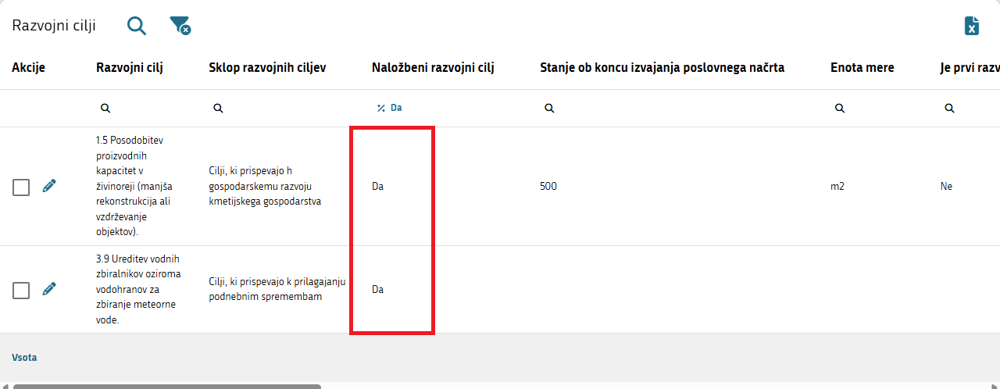 Razvojni cilji
Akcije Razvojni cilj Sklop razvojnih ciljev Naložbeni razvojni cilj Stanje ob koncu izvajanja poslovnega načrta Enota mere Je prvi razv
Da
1.5 Posodobitev
proizvodnih
kapacitet v
živinoreji (manjša
rekonstrukcija ali
vzdrževanje
objektov).
Cilji, ki prispevajo h
gospodarskemu razvoju
kmetijskega gospodarstva
Da
500
m2
Ne
3.9 Ureditev vodnih
zbiralnikov oziroma
vodohranov za
zbiranje meteorne
vode.
Cilji, ki prispevajo k prilagajanju
podnebnim spremembam
Da
Vsota